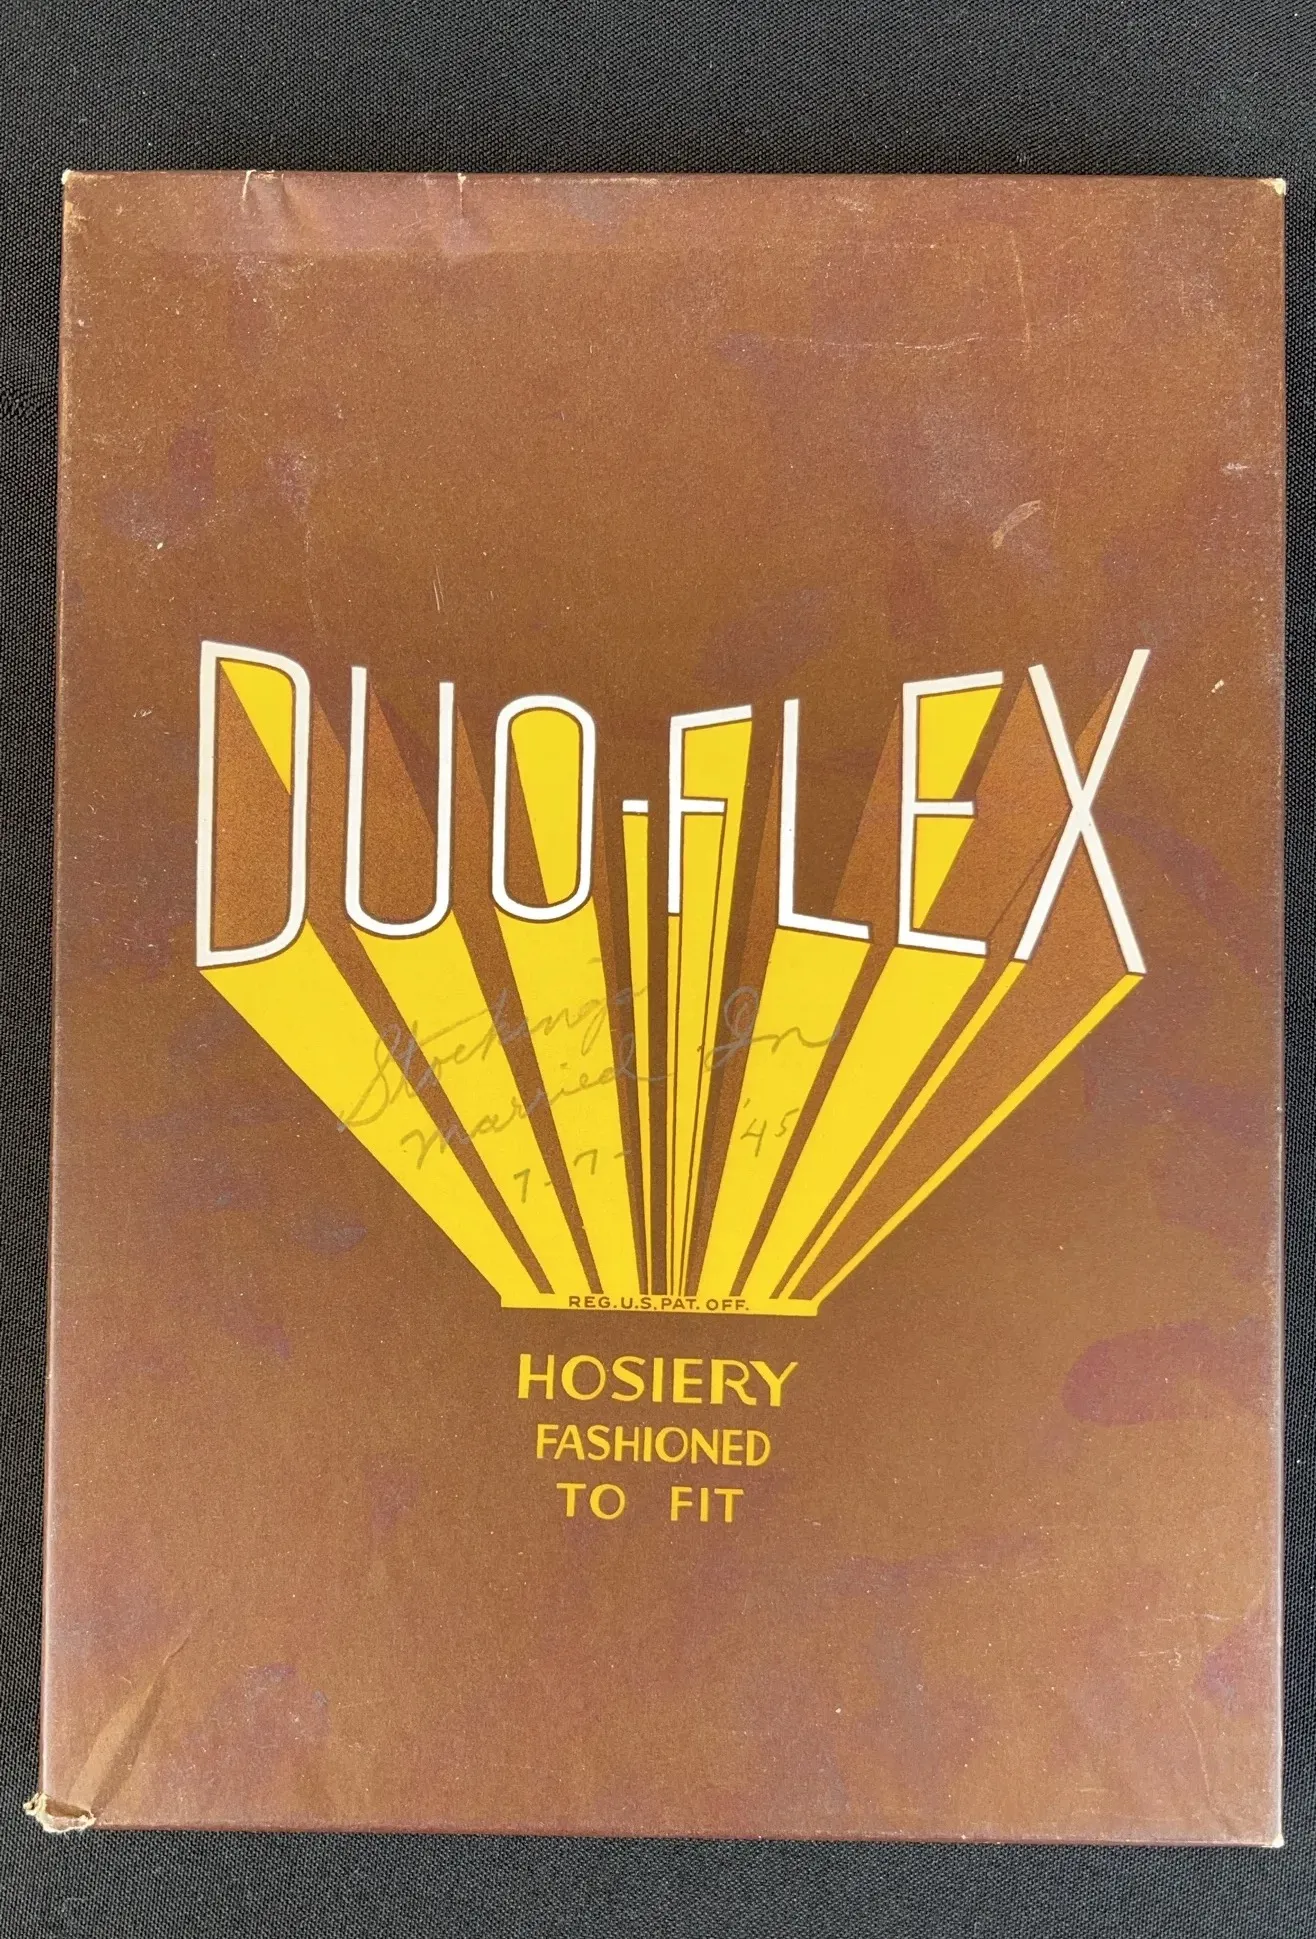 DUO-FLEX
Stockings
Married In
7-7-'45
REG. U.S. PAT. OFF.
HOSIERY
FASHIONED
TO FIT